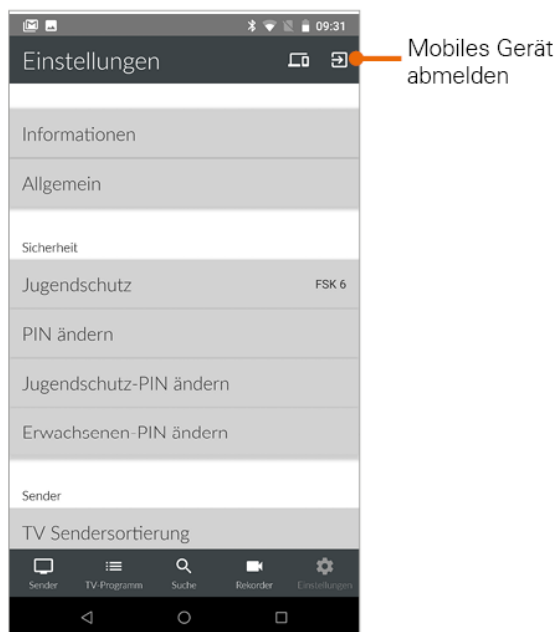 09:31
Einstellungen
Mobiles Gerät
abmelden
Informationen
Allgemein
Sicherheit
Jugendschutz FSK 6
PIN ändern
Jugendschutz-PIN ändern
Erwachsenen-PIN ändern
Sender
TV Sendersortierung
Sender TV-Programm Suche Rekorder Einstellungen